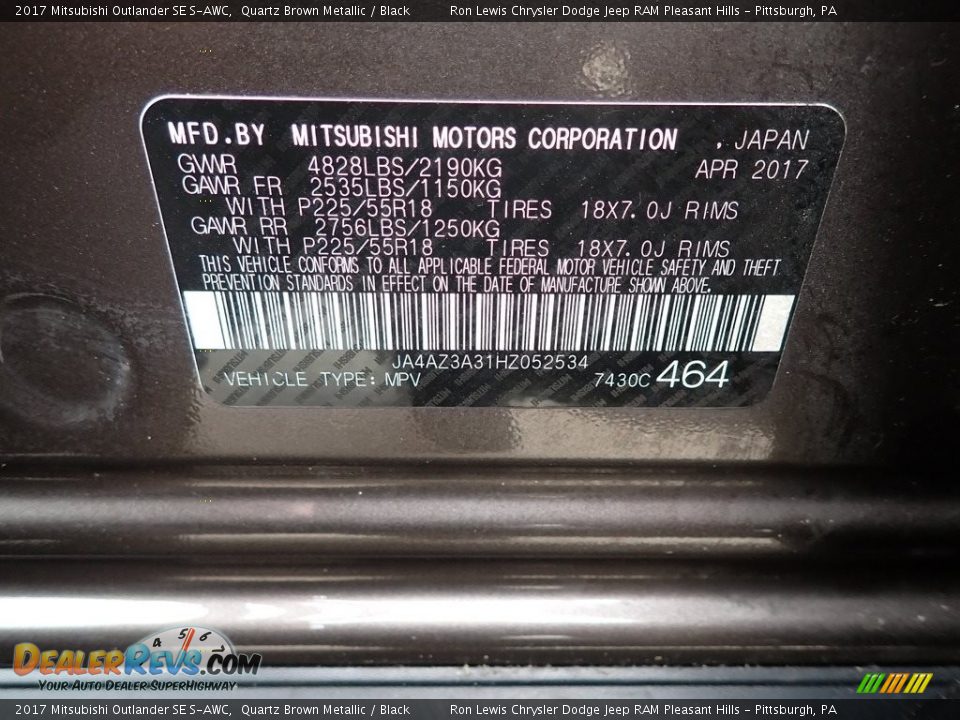 2017 Mitsubishi Outlander SE S-AWC,  Quartz Brown Metallic / Black     Ron Lewis Chrysler Dodge Jeep RAM Pleasant Hills - Pittsburgh, PA
MFD.BY MITSUBISHI MOTORS CORPORATION , JAPAN
GVWR 4828LBS/2190KG APR 2017
GAWR FR 2535LBS/1150KG
WITH P225/55R18 TIRES 18X7.0J RIMS
GAWR RR 2756LBS/1250KG
WITH P225/55R18 TIRES 18X7.0J RIMS
THIS VEHICLE CONFORMS TO ALL APPLICABLE FEDERAL MOTOR VEHICLE SAFETY AND THEFT
PREVENTION STANDARDS IN EFFECT ON THE DATE OF MANUFACTURE SHOWN ABOVE.
JA4AZ3A31HZ052534
VEHICLE TYPE: MPV 7430C 464
4 5 6 7
DEALERREVS.COM
YOUR AUTO DEALER SUPERHIGHWAY
2017 Mitsubishi Outlander SE S-AWC,  Quartz Brown Metallic / Black     Ron Lewis Chrysler Dodge Jeep RAM Pleasant Hills - Pittsburgh, PA